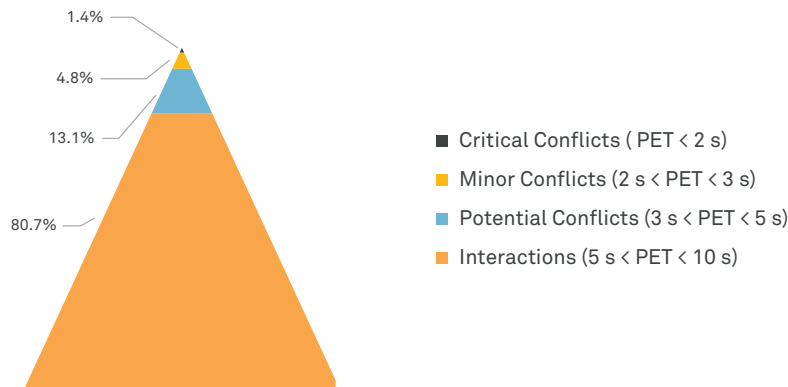 1.4%
4.8%
13.1%
80.7%
Critical Conflicts ( PET < 2 s)
Minor Conflicts (2 s < PET < 3 s)
Potential Conflicts (3 s < PET < 5 s)
Interactions (5 s < PET < 10 s)